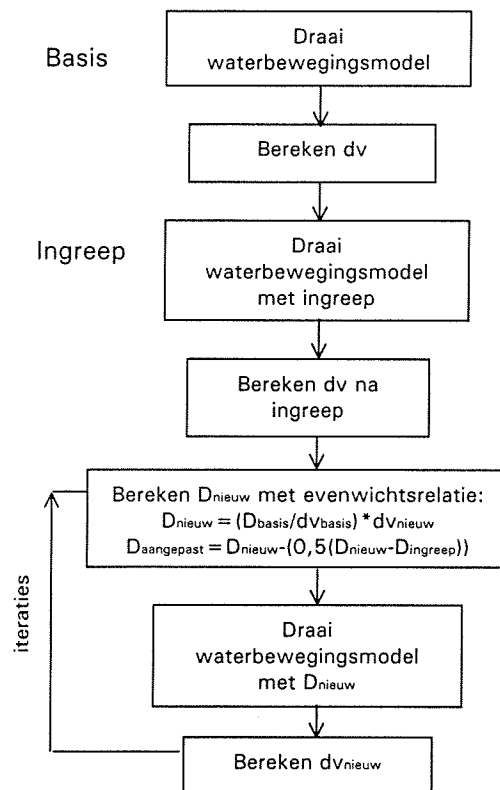 Basis
Draai
waterbewegingsmodel
Bereken dv
Ingreep
Draai
waterbewegingsmodel
met ingreep
Bereken dv na
ingreep
Bereken Dnieuw met evenwichtsrelatie:
Dnieuw = (Dbasis/dvbasis) * dvnieuw
Daangepast = Dnieuw-(0,5(Dnieuw-Dingreep))
iteraties
Draai
waterbewegingsmodel
met Dnieuw
Bereken dvnieuw